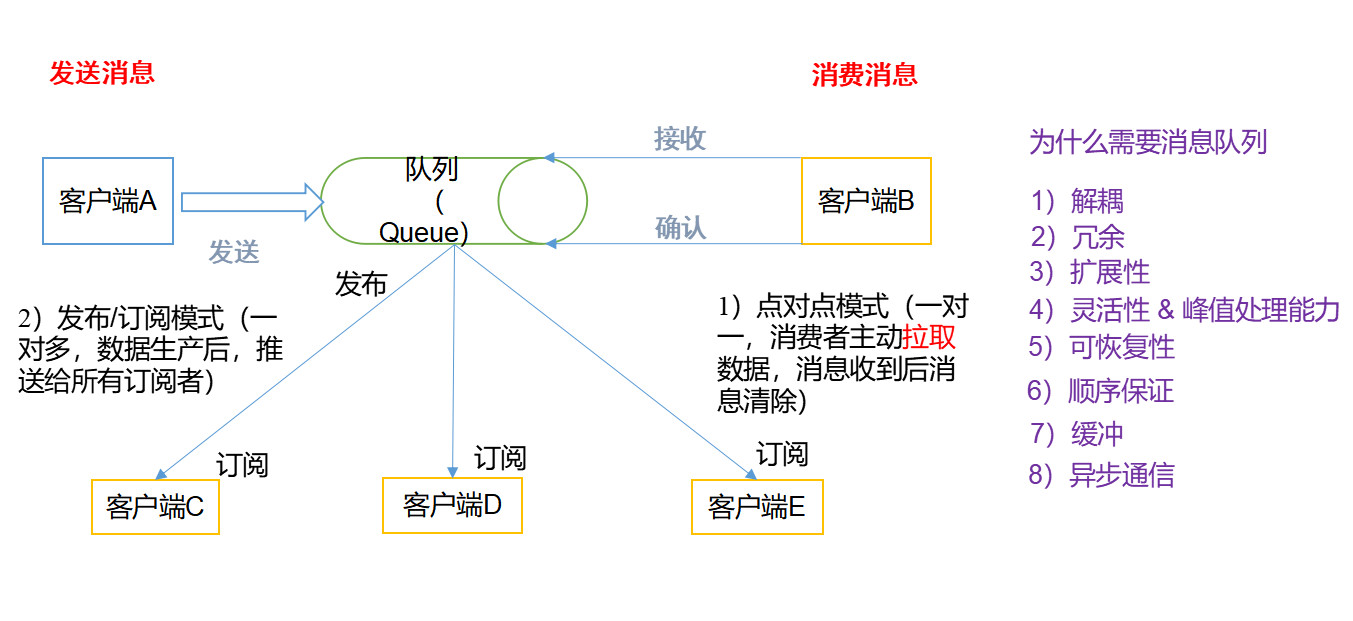 发送消息
消费消息
客户端A
发送
队列
（
Queue）
接收
确认
客户端B
发布
2）发布/订阅模式（一
对多，数据生产后，推
送给所有订阅者）
1）点对点模式（一对
一，消费者主动拉取
数据，消息收到后消
息清除）
订阅
订阅
订阅
客户端C
客户端D
客户端E
为什么需要消息队列
1）解耦
2）冗余
3）扩展性
4）灵活性 & 峰值处理能力
5）可恢复性
6）顺序保证
7）缓冲
8）异步通信